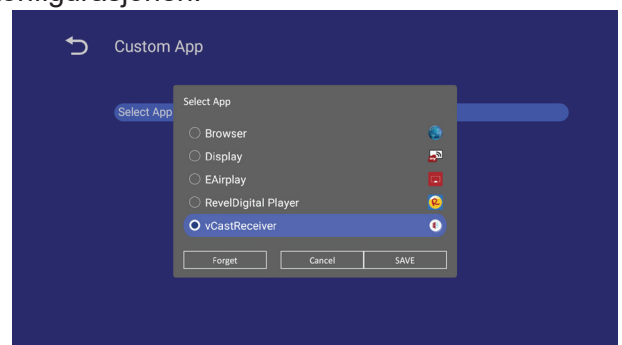 Custom App
Select App
Select App
Browser
Display
EAirplay
RevelDigital Player
vCastReceiver
Forget Cancel SAVE